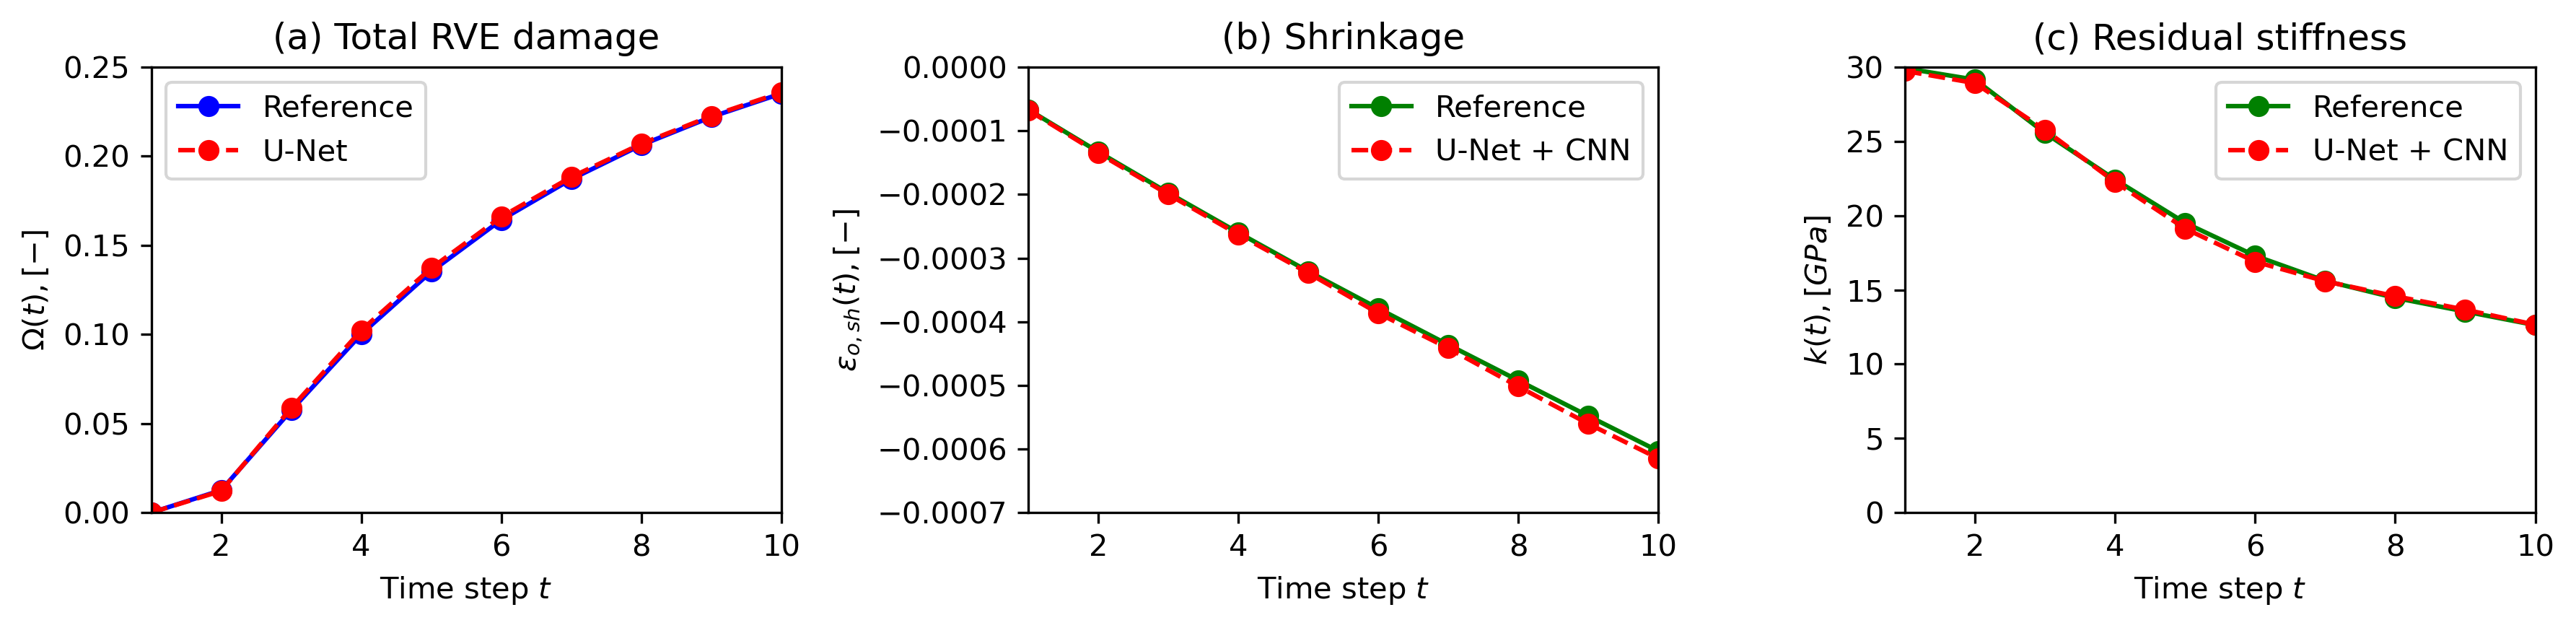 (a) Total RVE damage
0.25
0.20
0.15
0.10
0.05
0.00
Ω(t), [−]
Reference
U-Net
2
4
6
8
10
Time step t
(b) Shrinkage
0.0000
−0.0001
−0.0002
−0.0003
−0.0004
−0.0005
−0.0006
−0.0007
ε_{o,sh}(t), [−]
Reference
U-Net + CNN
2
4
6
8
10
Time step t
(c) Residual stiffness
30
25
20
15
10
5
0
k(t), [GPa]
Reference
U-Net + CNN
2
4
6
8
10
Time step t